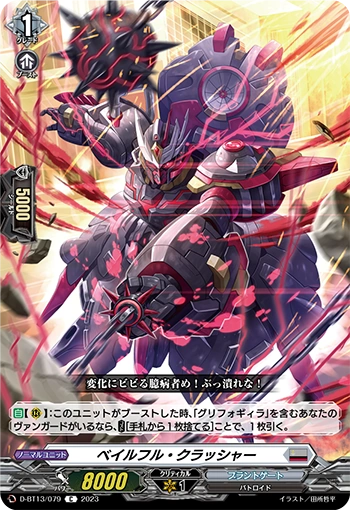 1
グレード
ブースト
シールド
5000
変化にビビる臆病者め！ぶっ潰れな！
【自】【R】：このユニットがブーストした時、「グリフォギィラ」を含むあなたの
ヴァンガードがいるなら、【コスト】[手札から1枚捨てる]ことで、1枚引く。
ノーマルユニット
ベイルフル・クラッシャー
パワー 8000
クリティカル
1
ブラントゲート
バトロイド
D-BT13/079 C 2023
イラスト/田所哲平